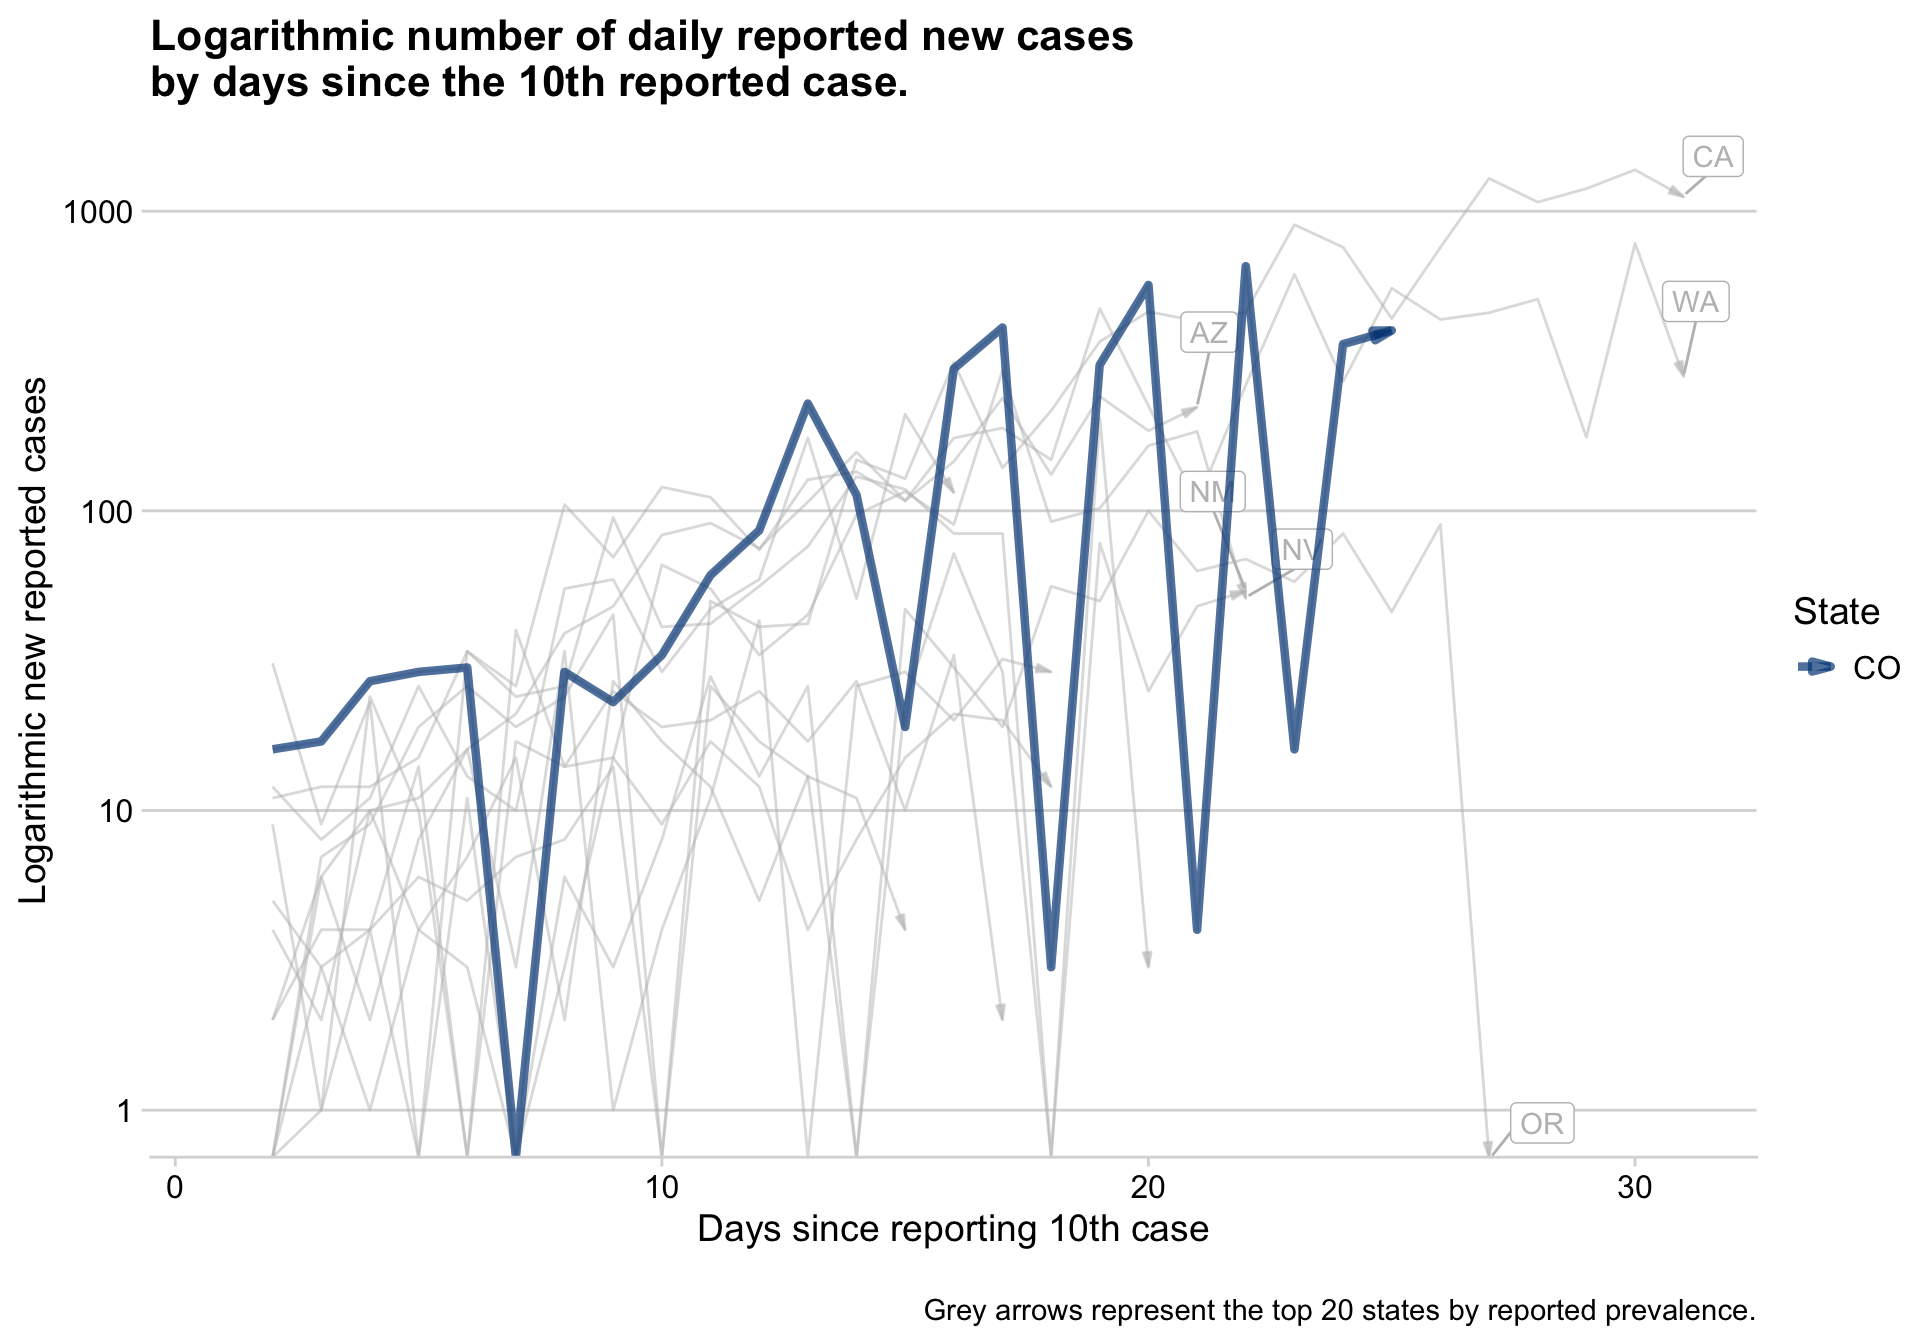 Logarithmic number of daily reported new cases
by days since the 10th reported case.
CA
1000
WA
AZ
NM
100
NV
State
CO
Logarithmic new reported cases
10
1
OR
0
10
20
30
Days since reporting 10th case
Grey arrows represent the top 20 states by reported prevalence.